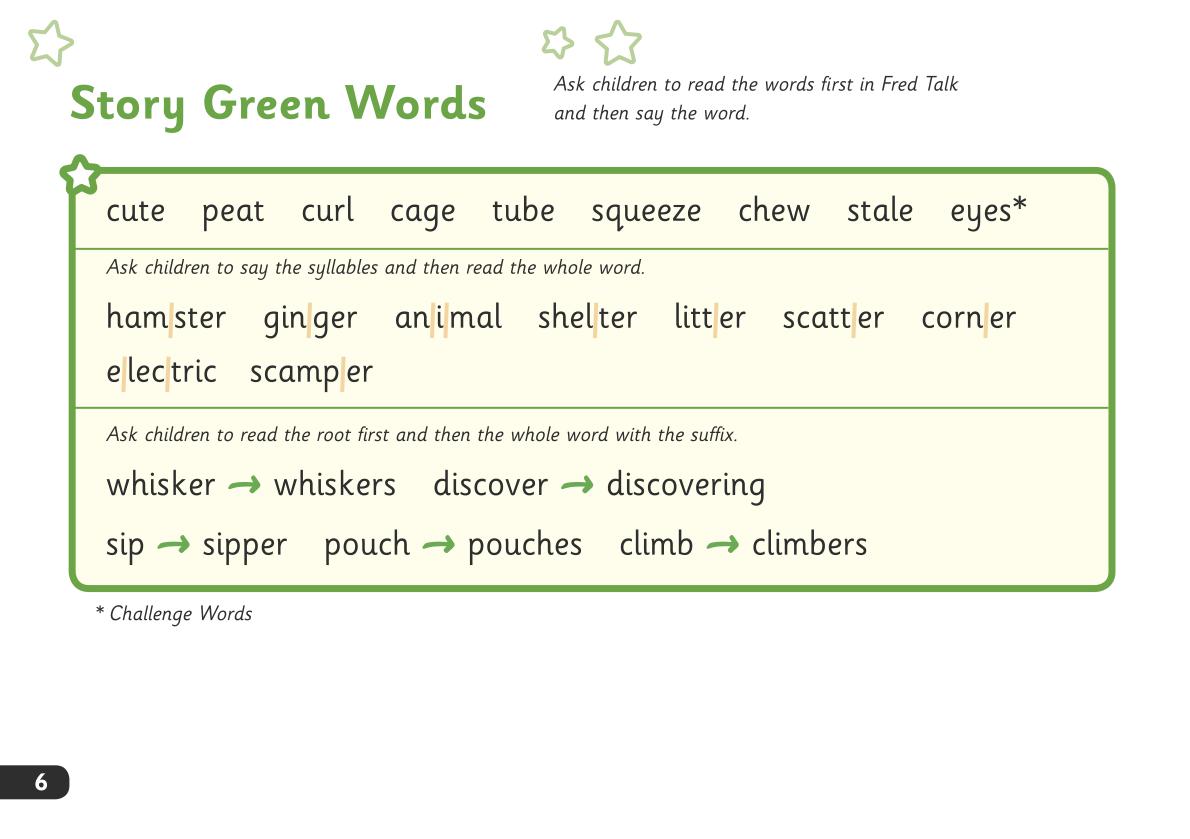 Story Green Words
Ask children to read the words first in Fred Talk
and then say the word.
cute peat curl cage tube squeeze chew stale eyes*
Ask children to say the syllables and then read the whole word.
ham|ster gin|ger an|i|mal shel|ter litt|er scatt|er corn|er
e|lec|tric scamp|er
Ask children to read the root first and then the whole word with the suffix.
whisker → whiskers discover → discovering
sip → sipper pouch → pouches climb → climbers
* Challenge Words
6